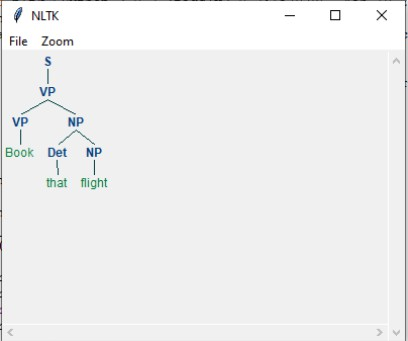 NLTK
File Zoom
S
VP
VP NP
Book Det NP
that flight